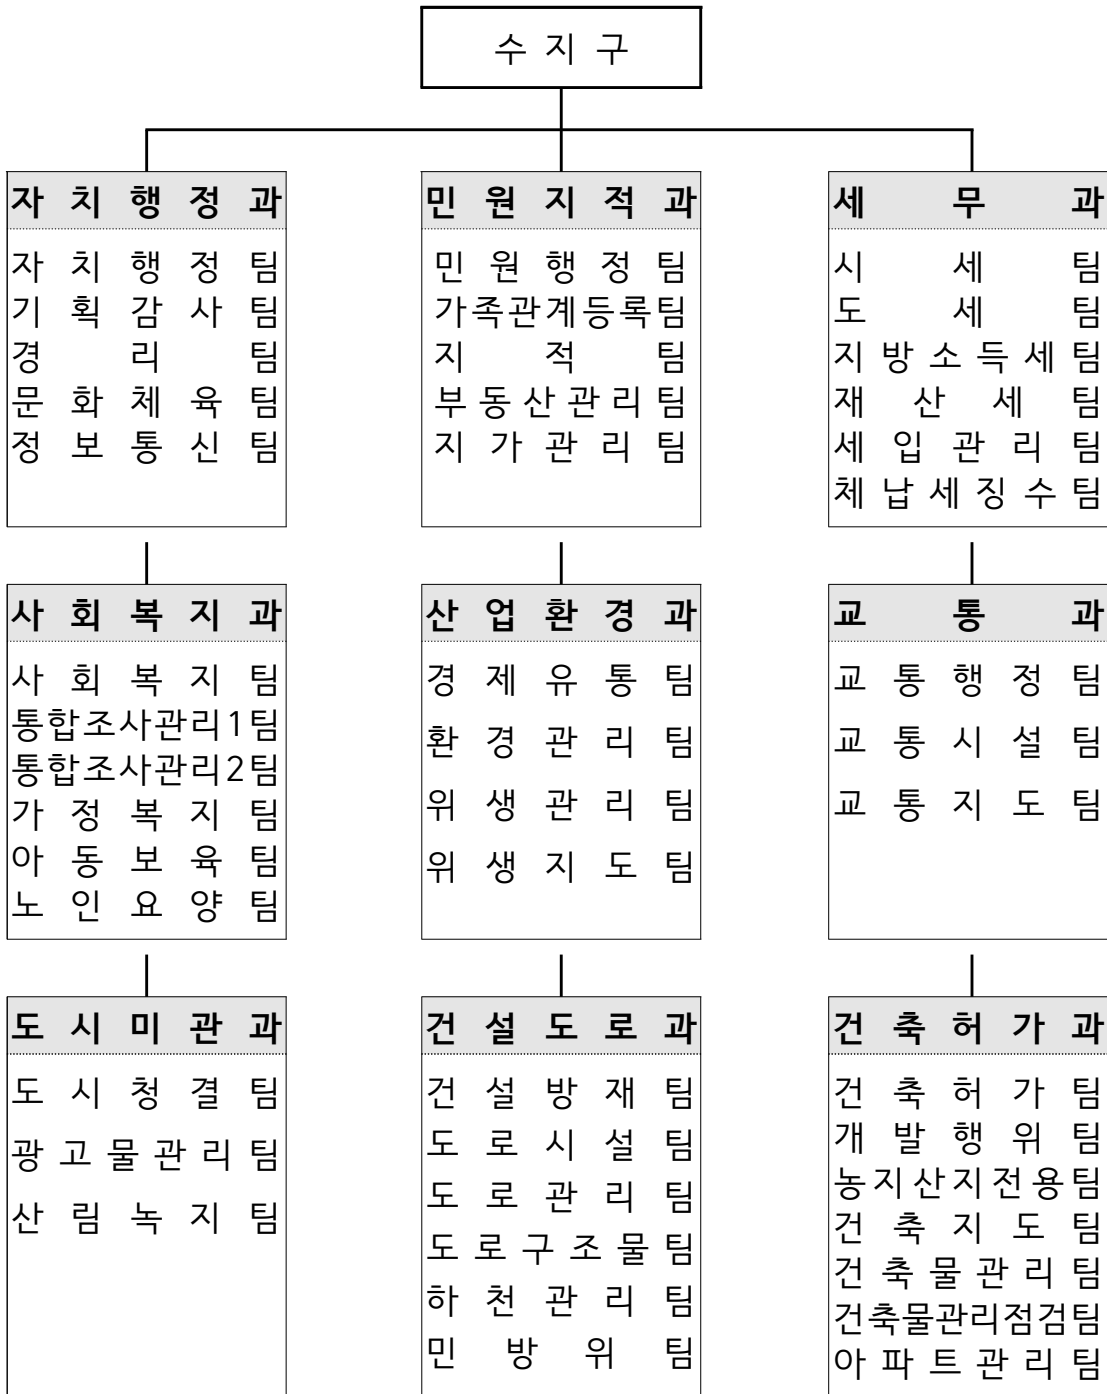 수 지 구
자 치 행 정 과
자 치 행 정 팀
기 획 감 사 팀
경 리 팀
문 화 체 육 팀
정 보 통 신 팀
민 원 지 적 과
민 원 행 정 팀
가족관계등록팀
지 적 팀
부동산관리팀
지 가 관 리 팀
세 무 과
시 세 팀
도 세 팀
지방소득세팀
재 산 세 팀
세 입 관 리 팀
체납세징수팀
사 회 복 지 과
사 회 복 지 팀
통합조사관리1팀
통합조사관리2팀
가 정 복 지 팀
아 동 보 육 팀
노 인 요 양 팀
산 업 환 경 과
경 제 유 통 팀
환 경 관 리 팀
위 생 관 리 팀
위 생 지 도 팀
교 통 과
교 통 행 정 팀
교 통 시 설 팀
교 통 지 도 팀
도 시 미 관 과
도 시 청 결 팀
광고물관리팀
산 림 녹 지 팀
건 설 도 로 과
건 설 방 재 팀
도 로 시 설 팀
도 로 관 리 팀
도로구조물팀
하 천 관 리 팀
민 방 위 팀
건 축 허 가 과
건 축 허 가 팀
개 발 행 위 팀
농지산지전용팀
건 축 지 도 팀
건축물관리팀
건축물관리점검팀
아파트관리팀